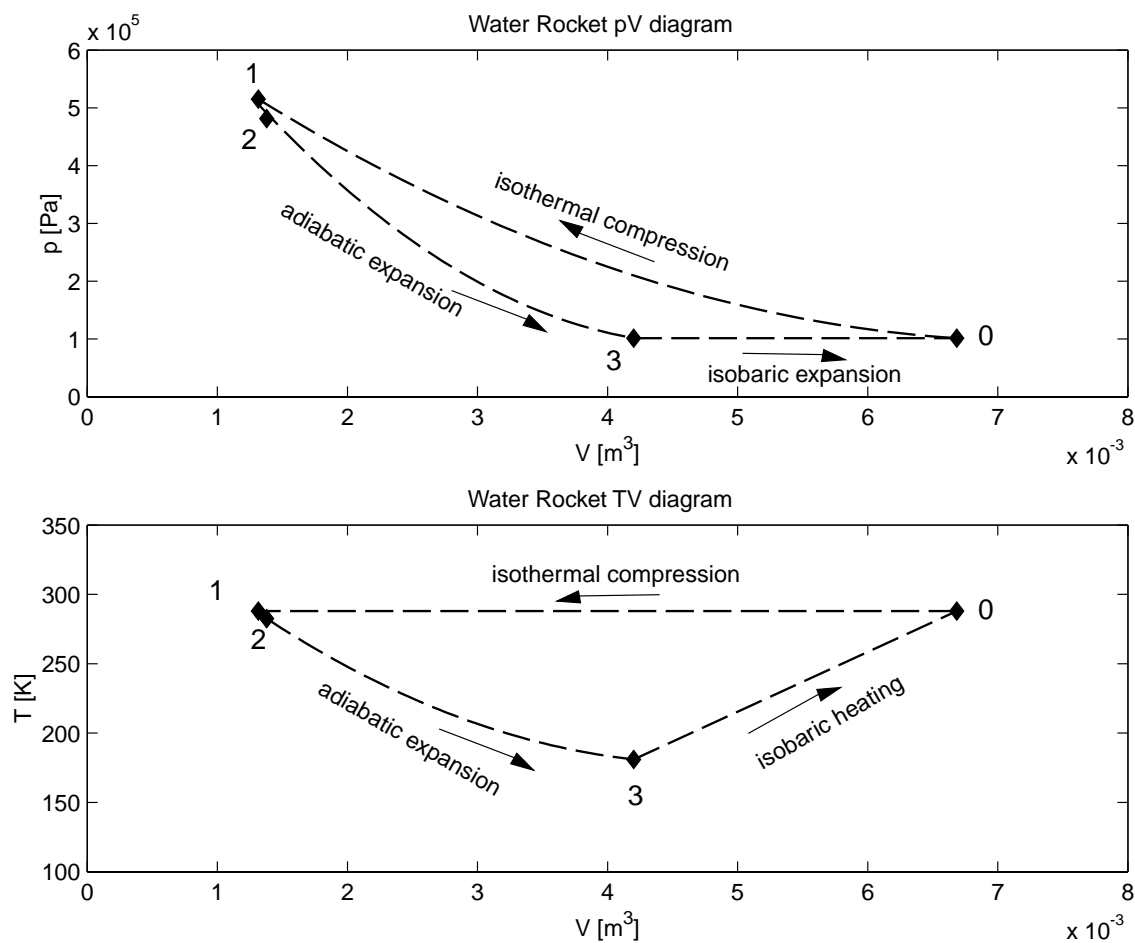 Water Rocket pV diagram
x 10^5
p [Pa]
6
5
4
3
2
1
0
1
2
isothermal compression
adiabatic expansion
3
0
isobaric expansion
0 1 2 3 4 5 6 7 8
V [m^3]
x 10^-3
Water Rocket TV diagram
T [K]
350
300
250
200
150
100
1
isothermal compression
0
2
adiabatic expansion
isobaric heating
3
0 1 2 3 4 5 6 7 8
V [m^3]
x 10^-3